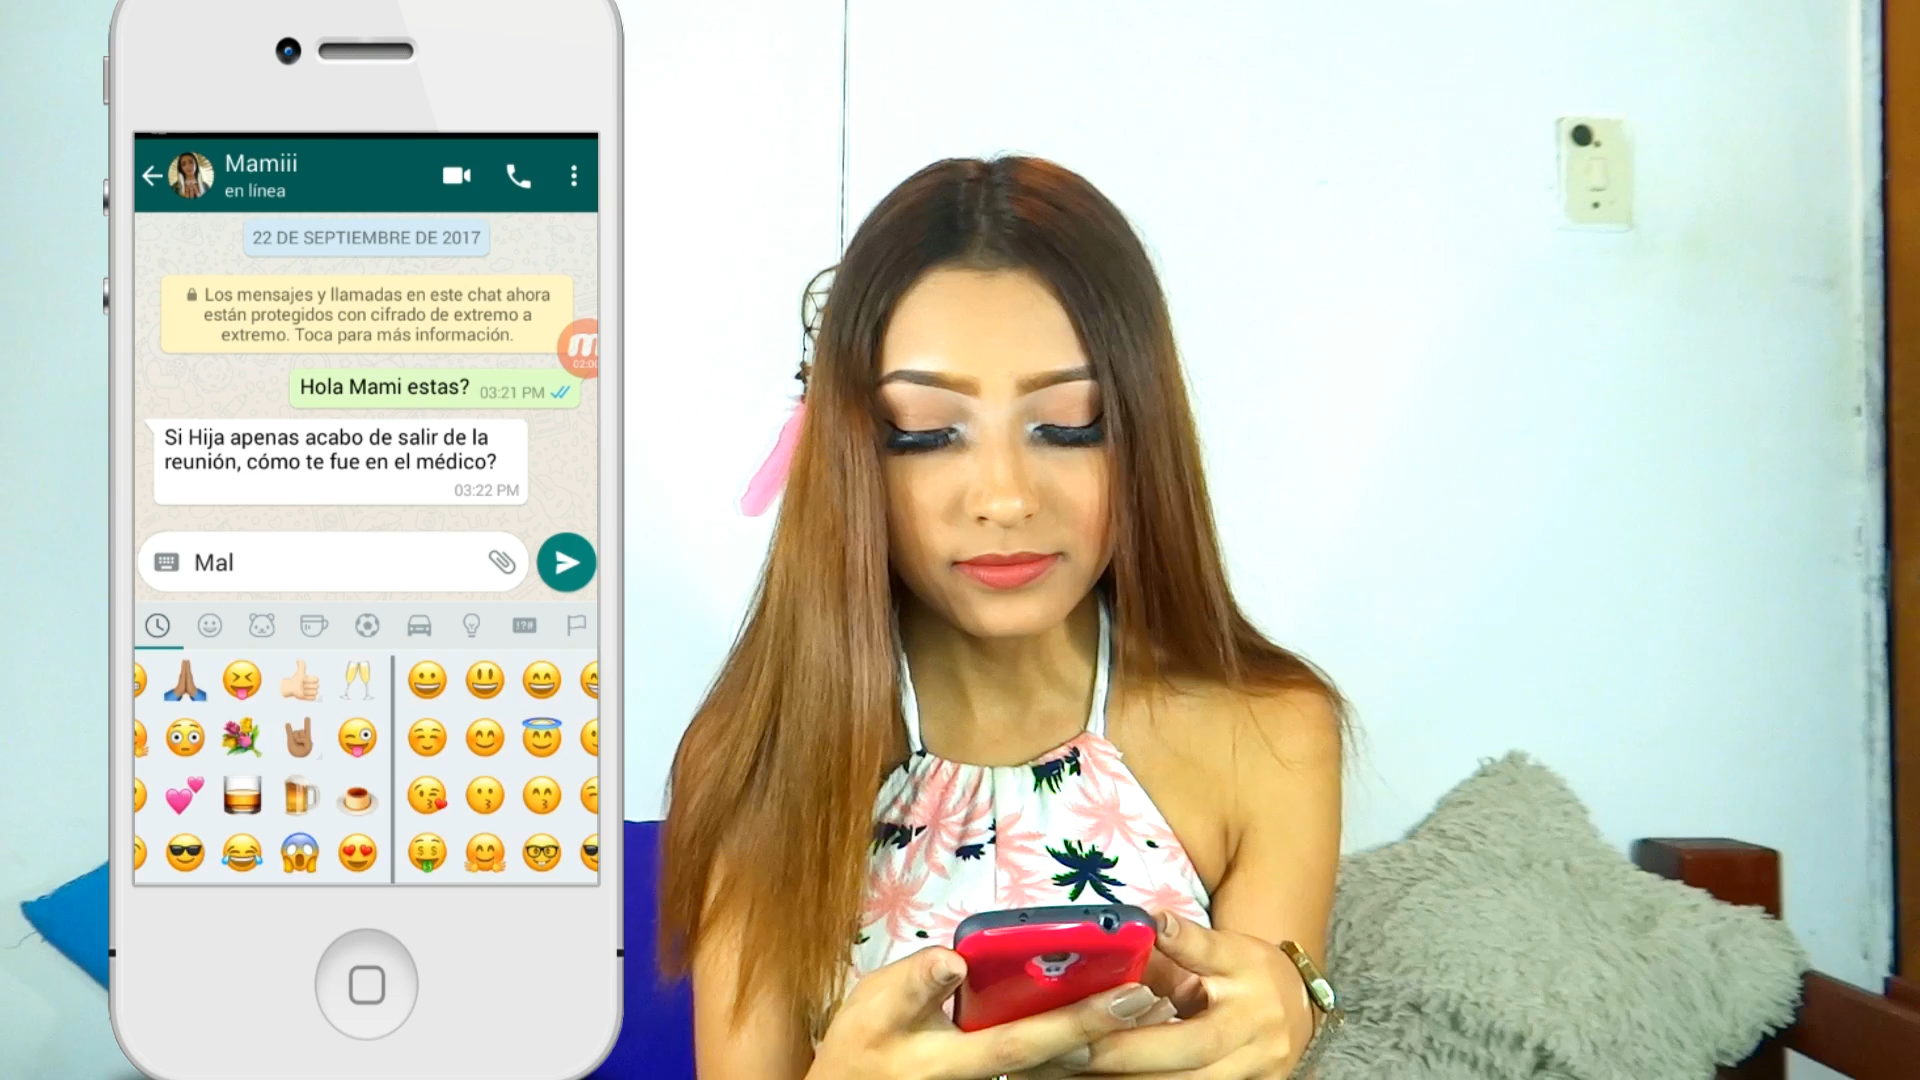 Mamiii
en línea
22 DE SEPTIEMBRE DE 2017
Los mensajes y llamadas en este chat ahora
están protegidos con cifrado de extremo a
extremo. Toca para más información.
02:00
Hola Mami estas? 03:21 PM
Si Hija apenas acabo de salir de la
reunión, cómo te fue en el médico?
03:22 PM
Mal
!?#